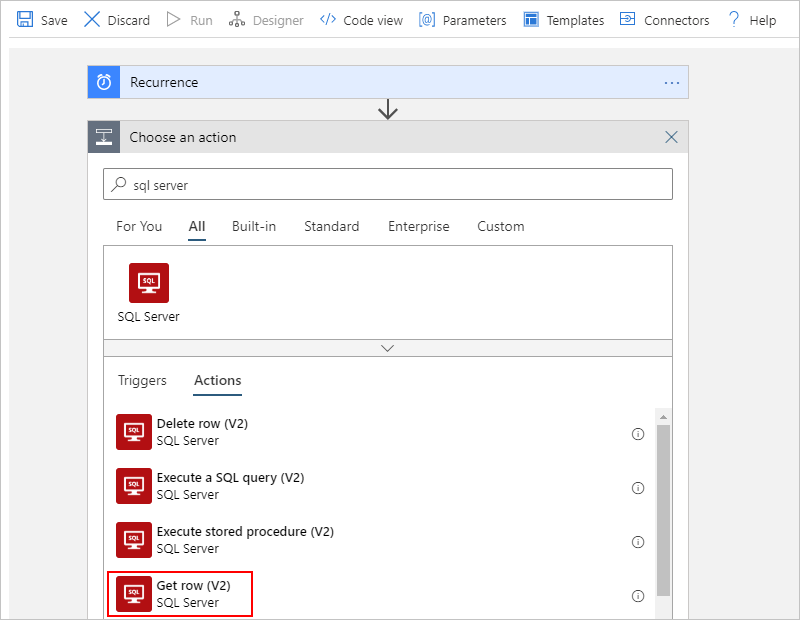 Save Discard Run Designer </> Code view [@] Parameters Templates Connectors ? Help
Recurrence ...
Choose an action
sql server
For You All Built-in Standard Enterprise Custom
SQL
SQL Server
Triggers Actions
SQL Delete row (V2)
SQL Server
SQL Execute a SQL query (V2)
SQL Server
SQL Execute stored procedure (V2)
SQL Server
SQL Get row (V2)
SQL Server